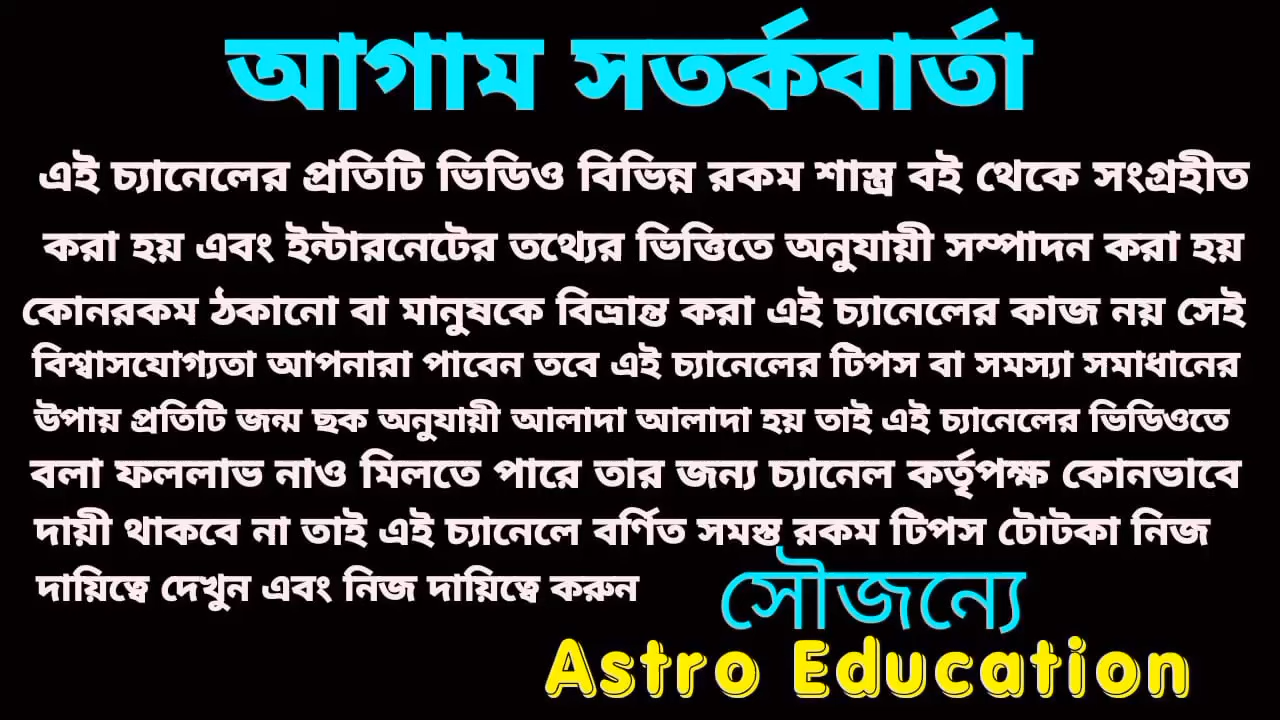 আগাম সতর্কবার্তা
এই চ্যানেলের প্রতিটি ভিডিও বিভিন্ন রকম শাস্ত্র বই থেকে সংগ্রহীত
করা হয় এবং ইন্টারনেটের তথ্যের ভিত্তিতে অনুযায়ী সম্পাদন করা হয়
কোনরকম ঠকানো বা মানুষকে বিভ্রান্ত করা এই চ্যানেলের কাজ নয় সেই
বিশ্বাসযোগ্যতা আপনারা পাবেন তবে এই চ্যানেলের টিপস বা সমস্যা সমাধানের
উপায় প্রতিটি জন্ম ছক অনুযায়ী আলাদা আলাদা হয় তাই এই চ্যানেলের ভিডিওতে
বলা ফললাভ নাও মিলতে পারে তার জন্য চ্যানেল কর্তৃপক্ষ কোনভাবে
দায়ী থাকবে না তাই এই চ্যানেলে বর্ণিত সমস্ত রকম টিপস টোটকা নিজ
দায়িত্বে দেখুন এবং নিজ দায়িত্বে করুন
সৌজন্যে
Astro Education